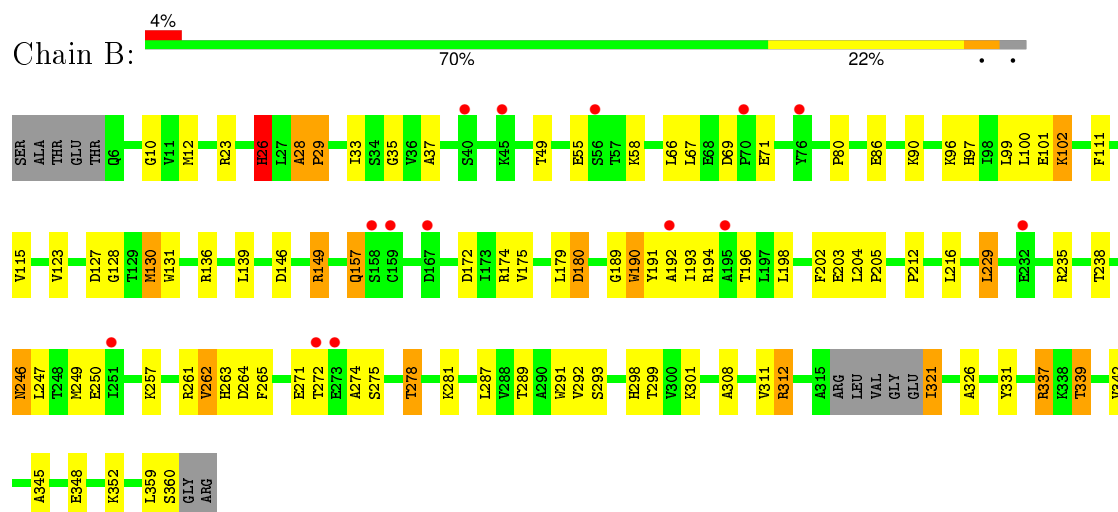 4%
Chain B:
70% 22% • •
SER ALA THR GLU THR Q6 G10 V11 M12 R23 H26 L27 A28 P29 I33 S34 G35 V36 A37 S40 K45 T49 E55 S56 T57 K58 L66 L67 E68 D69 P70 E71 Y76 P80 E86 K90 K96 H97 I98 L99 L100 E101 K102 F111
V115 V123 D127 G128 T129 M130 W131 R136 L139 D146 R149 Q157 S158 C159 D167 D172 I173 R174 V175 L179 D180 G189 W190 Y191 A192 I193 R194 A195 T196 L197 L198 F202 E203 L204 P205 P212 L216 L229 E232 R235 T238
N246 L247 T248 M249 E250 I251 K257 R261 V262 H263 D264 F265 E271 T272 E273 A274 S275 T278 K281 L287 V288 T289 A290 W291 V292 S293 H298 T299 V300 K301 A308 V311 R312 A315 ARG LEU VAL GLY GLU I321 A326 Y331 R337 K338 T339
A345 E348 K352 L359 S360 GLY ARG